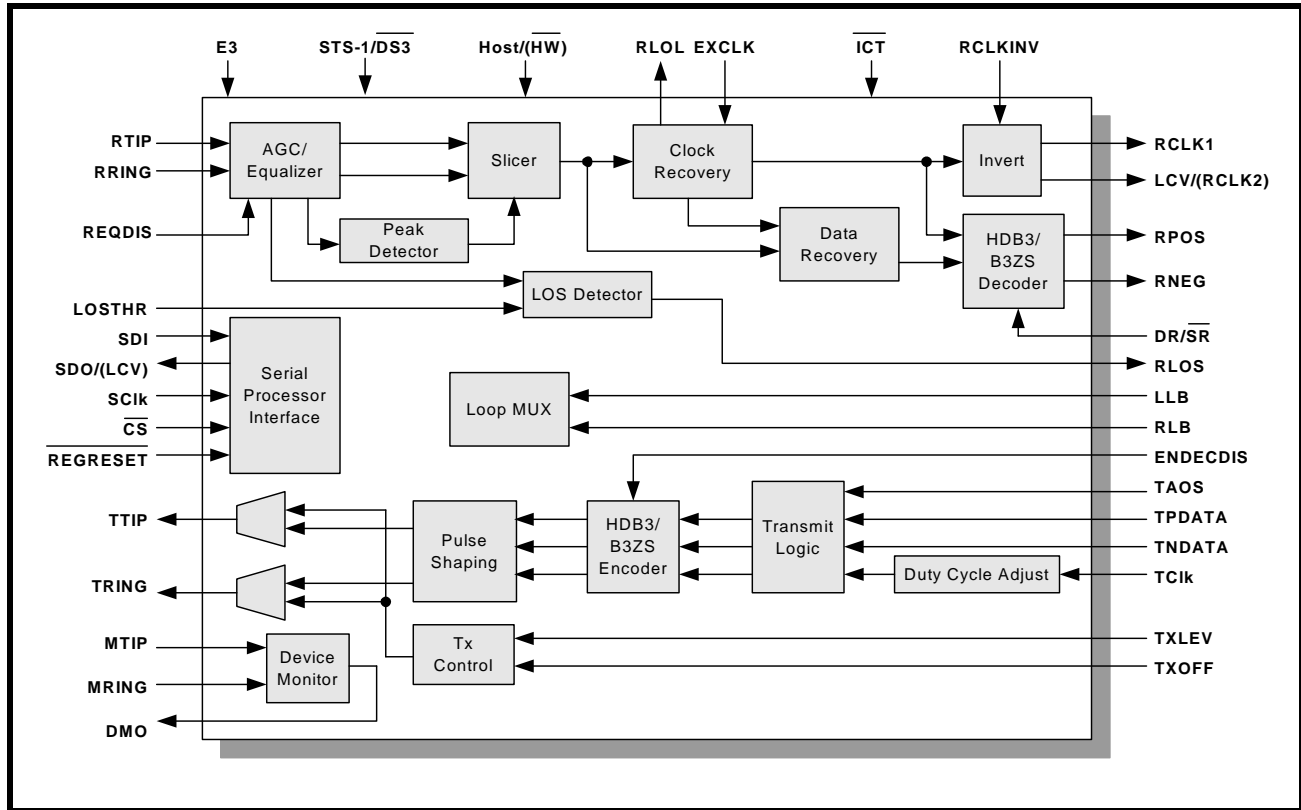 E3
STS-1/DS3
Host/(HW)
RLOL
EXCLK
ICT
RCLKINV
RTIP
RRING
REQDIS
LOSTHR
SDI
SDO/(LCV)
SClk
CS
REGRESET
TTIP
TRING
MTIP
MRING
DMO
AGC/
Equalizer
Slicer
Clock
Recovery
Invert
Peak
Detector
Data
Recovery
HDB3/
B3ZS
Decoder
LOS Detector
Serial
Processor
Interface
Loop MUX
Pulse
Shaping
HDB3/
B3ZS
Encoder
Transmit
Logic
Duty Cycle Adjust
Tx
Control
Device
Monitor
RCLK1
LCV/(RCLK2)
RPOS
RNEG
DR/SR
RLOS
LLB
RLB
ENDECDIS
TAOS
TPDATA
TNDATA
TClk
TXLEV
TXOFF